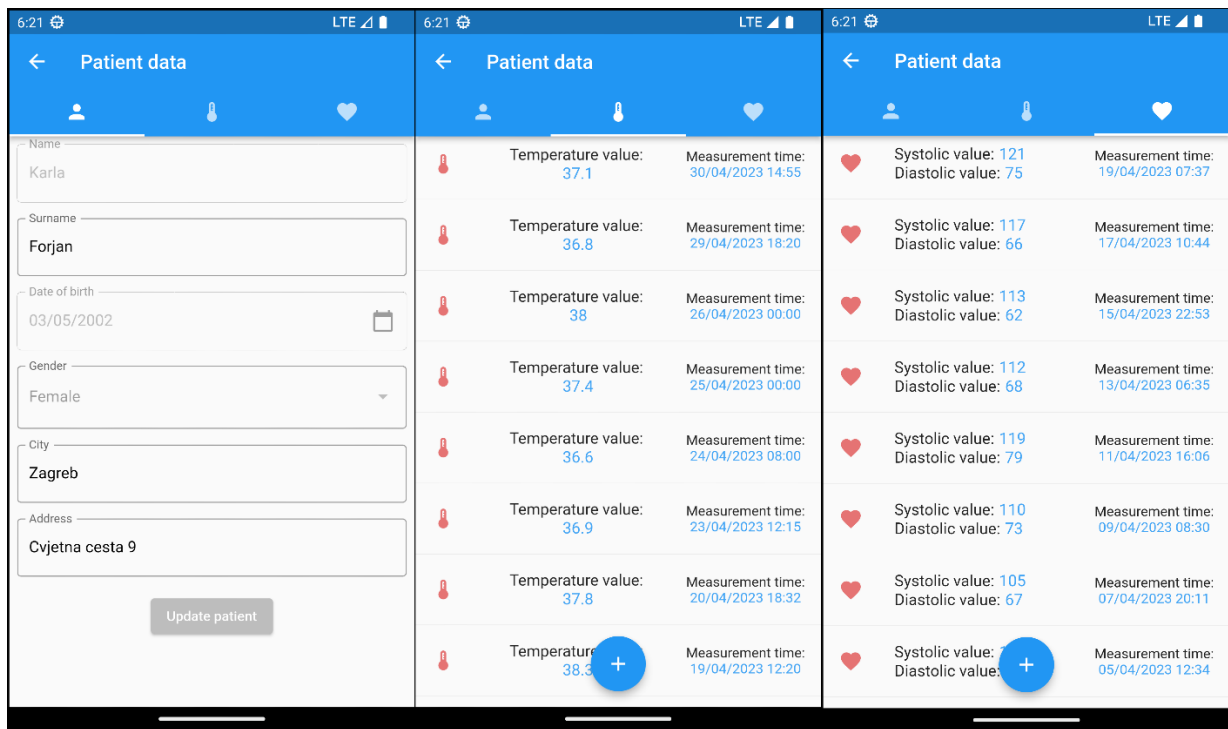 6:21 LTE
Patient data
Name
Karla
Surname
Forjan
Date of birth
03/05/2002
Gender
Female
City
Zagreb
Address
Cvjetna cesta 9
Update patient
6:21 LTE
Patient data
Temperature value: Measurement time:
37.1 30/04/2023 14:55
Temperature value: Measurement time:
36.8 29/04/2023 18:20
Temperature value: Measurement time:
38 26/04/2023 00:00
Temperature value: Measurement time:
37.4 25/04/2023 00:00
Temperature value: Measurement time:
36.6 24/04/2023 08:00
Temperature value: Measurement time:
36.9 23/04/2023 12:15
Temperature value: Measurement time:
37.8 20/04/2023 18:32
Temperature Measurement time:
38.3 19/04/2023 12:20
+
6:21 LTE
Patient data
Systolic value: 121 Measurement time:
Diastolic value: 75 19/04/2023 07:37
Systolic value: 117 Measurement time:
Diastolic value: 66 17/04/2023 10:44
Systolic value: 113 Measurement time:
Diastolic value: 62 15/04/2023 22:53
Systolic value: 112 Measurement time:
Diastolic value: 68 13/04/2023 06:35
Systolic value: 119 Measurement time:
Diastolic value: 79 11/04/2023 16:06
Systolic value: 110 Measurement time:
Diastolic value: 73 09/04/2023 08:30
Systolic value: 105 Measurement time:
Diastolic value: 67 07/04/2023 20:11
Systolic value: Measurement time:
Diastolic value: 05/04/2023 12:34
+